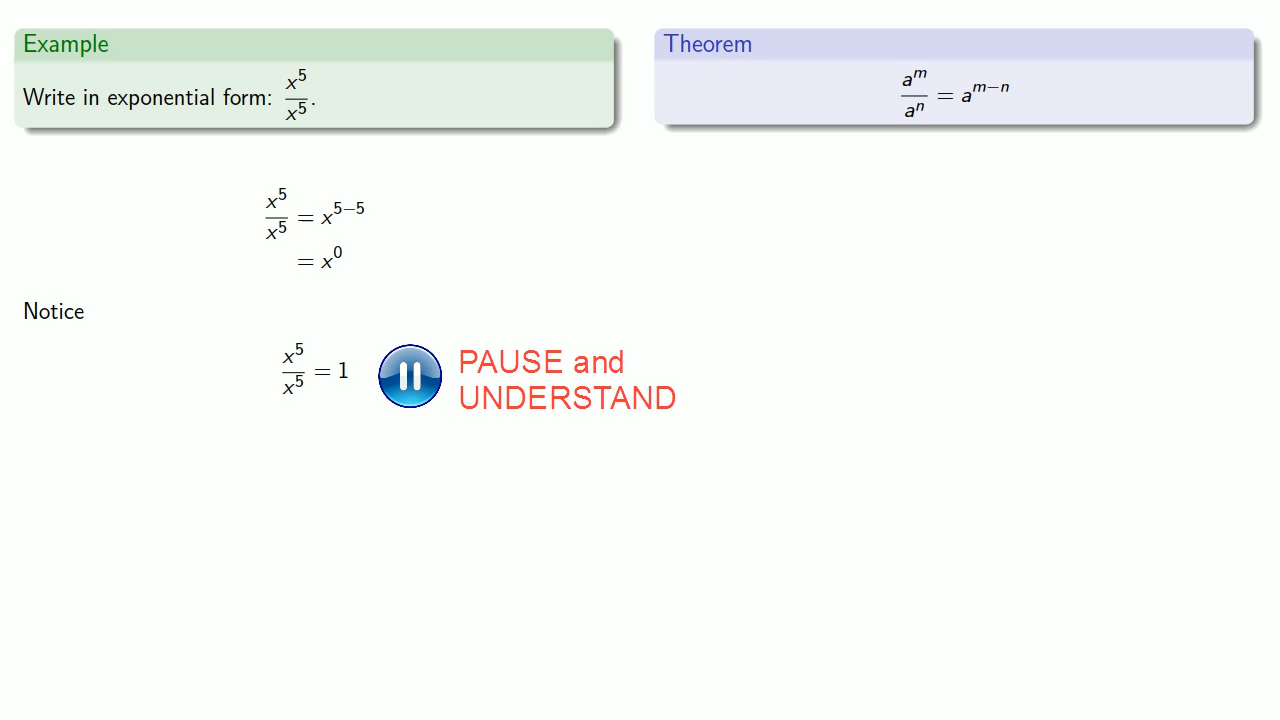 Example
Write in exponential form: x^5/x^5.
Theorem
a^m/a^n = a^{m−n}
x^5/x^5 = x^{5−5}
= x^0
Notice
x^5/x^5 = 1
PAUSE and
UNDERSTAND